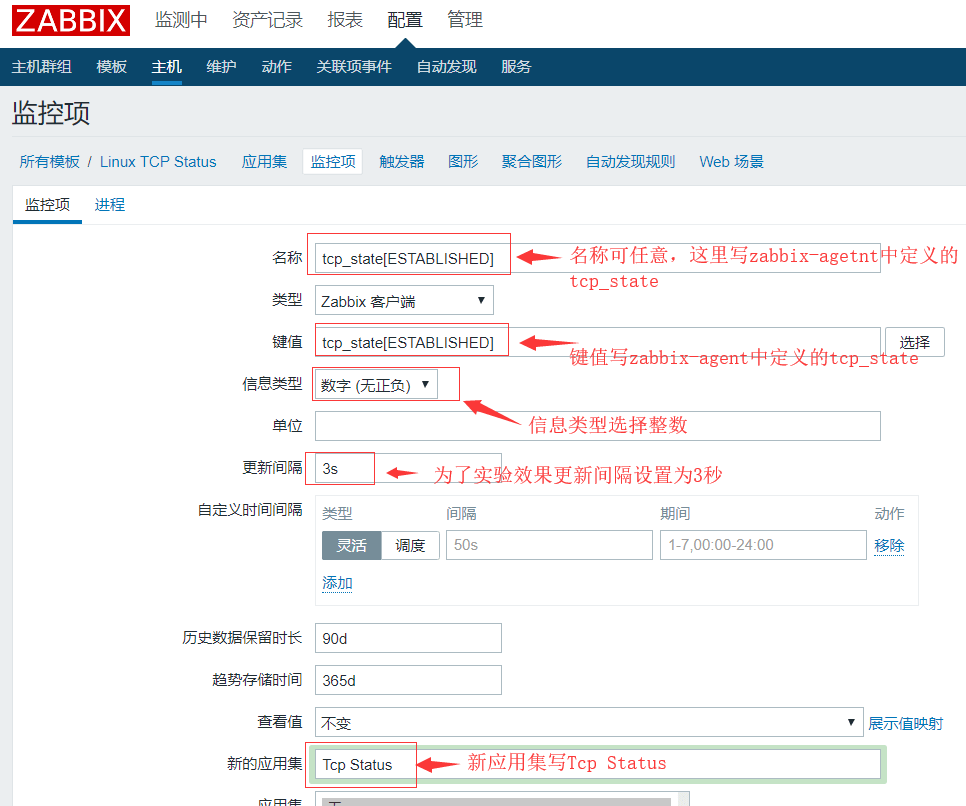 ZABBIX 监测中 资产记录 报表 配置 管理
主机群组 模板 主机 维护 动作 关联项事件 自动发现 服务
监控项
所有模板 / Linux TCP Status 应用集 监控项 触发器 图形 聚合图形 自动发现规则 Web 场景
监控项 进程
名称 tcp_state[ESTABLISHED] 名称可任意，这里写zabbix-agetnt中定义的
tcp_state
类型 Zabbix 客户端
键值 tcp_state[ESTABLISHED] 选择
键值写zabbix-agent中定义的tcp_state
信息类型 数字 (无正负)
信息类型选择整数
单位
更新间隔 3s 为了实验效果更新间隔设置为3秒
自定义时间间隔 类型 间隔 期间 动作
灵活 调度 50s 1-7,00:00-24:00 移除
添加
历史数据保留时长 90d
趋势存储时间 365d
查看值 不变 展示值映射
新的应用集 Tcp Status 新应用集写Tcp Status
应用集